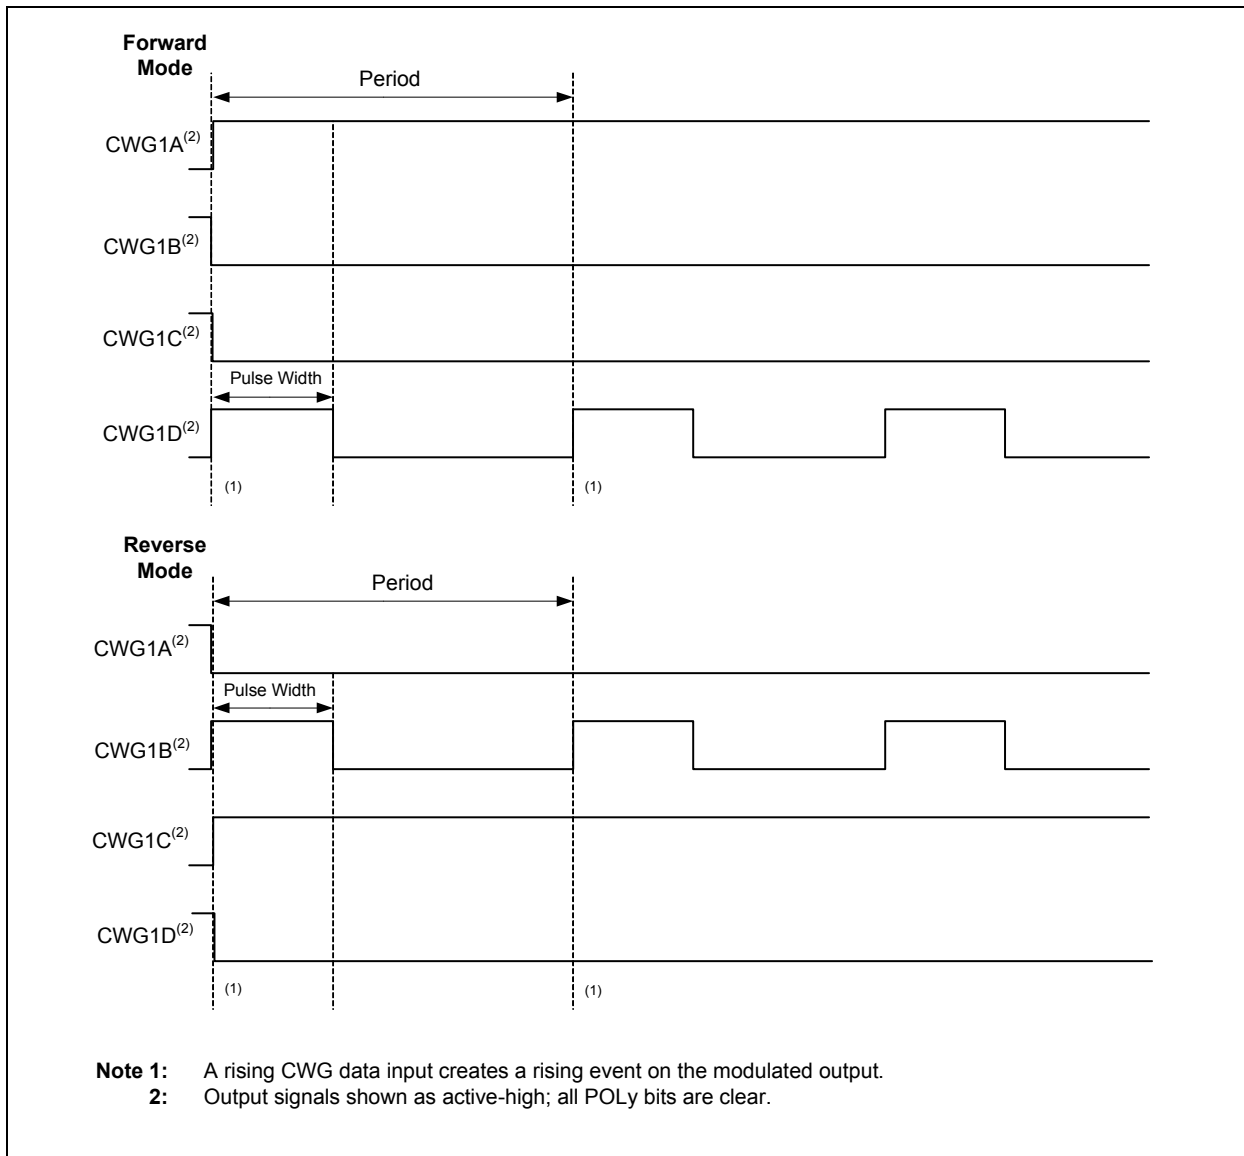 Forward
Mode
Period
CWG1A(2)
CWG1B(2)
CWG1C(2)
Pulse Width
CWG1D(2)
(1) (1)
Reverse
Mode
Period
CWG1A(2)
Pulse Width
CWG1B(2)
CWG1C(2)
CWG1D(2)
(1) (1)
Note 1: A rising CWG data input creates a rising event on the modulated output.
2: Output signals shown as active-high; all POLy bits are clear.